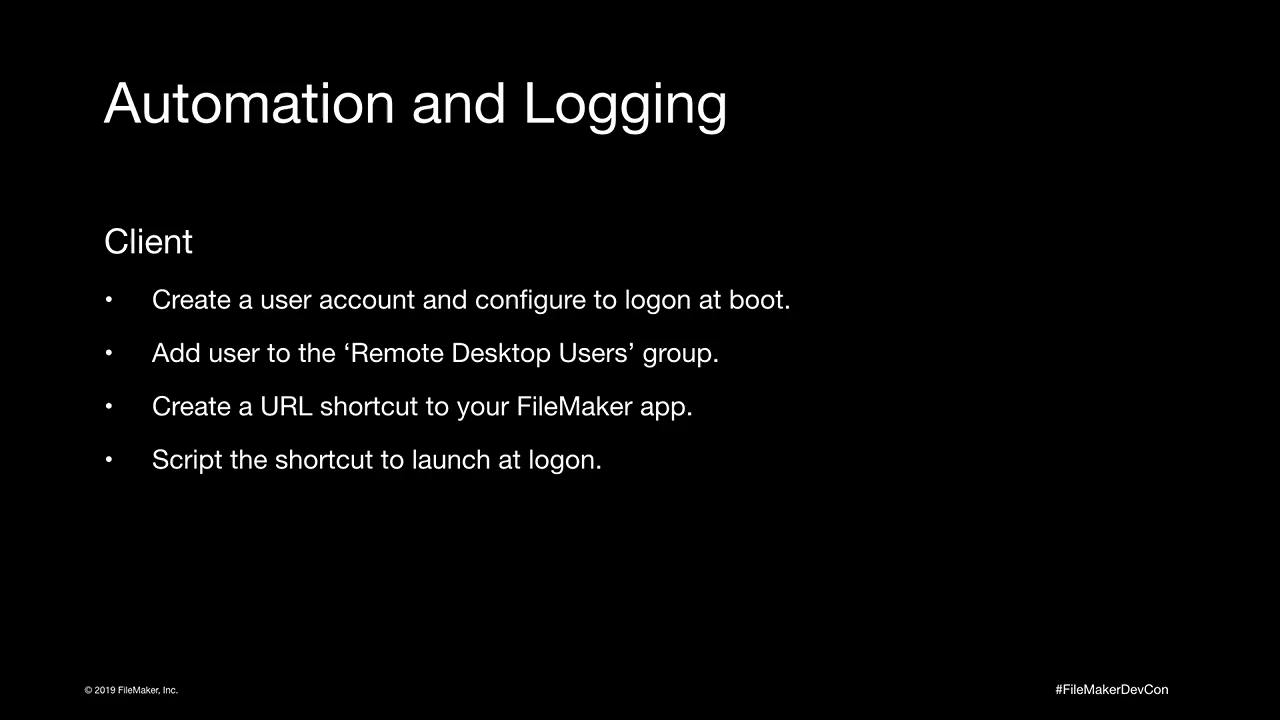 Automation and Logging
Client
• Create a user account and configure to logon at boot.
• Add user to the ‘Remote Desktop Users’ group.
• Create a URL shortcut to your FileMaker app.
• Script the shortcut to launch at logon.
© 2019 FileMaker, Inc.
#FileMakerDevCon